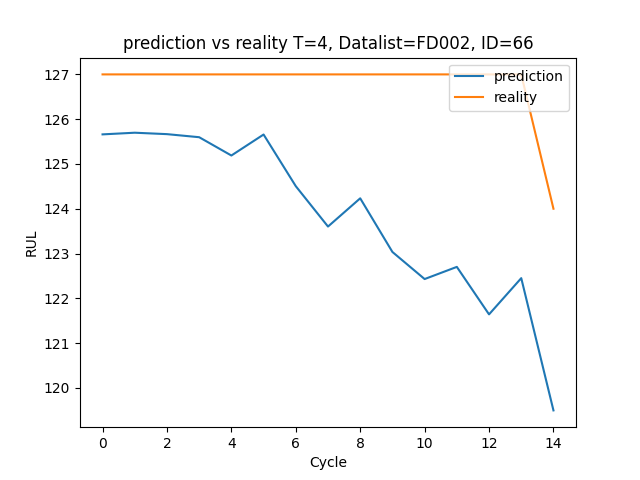 prediction vs reality T=4, Datalist=FD002, ID=66
prediction
reality
RUL
127
126
125
124
123
122
121
120
0 2 4 6 8 10 12 14
Cycle